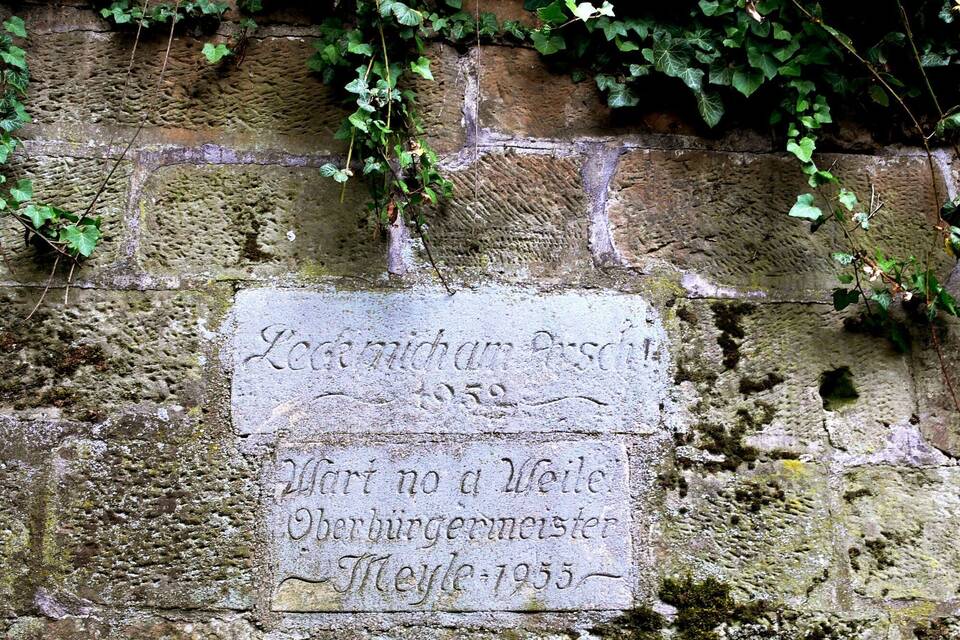 Leck mich am Arsch!
~ 1952 ~
Wart no a Weile!
Oberbürgermeister
~ Meyle · 1955 ~